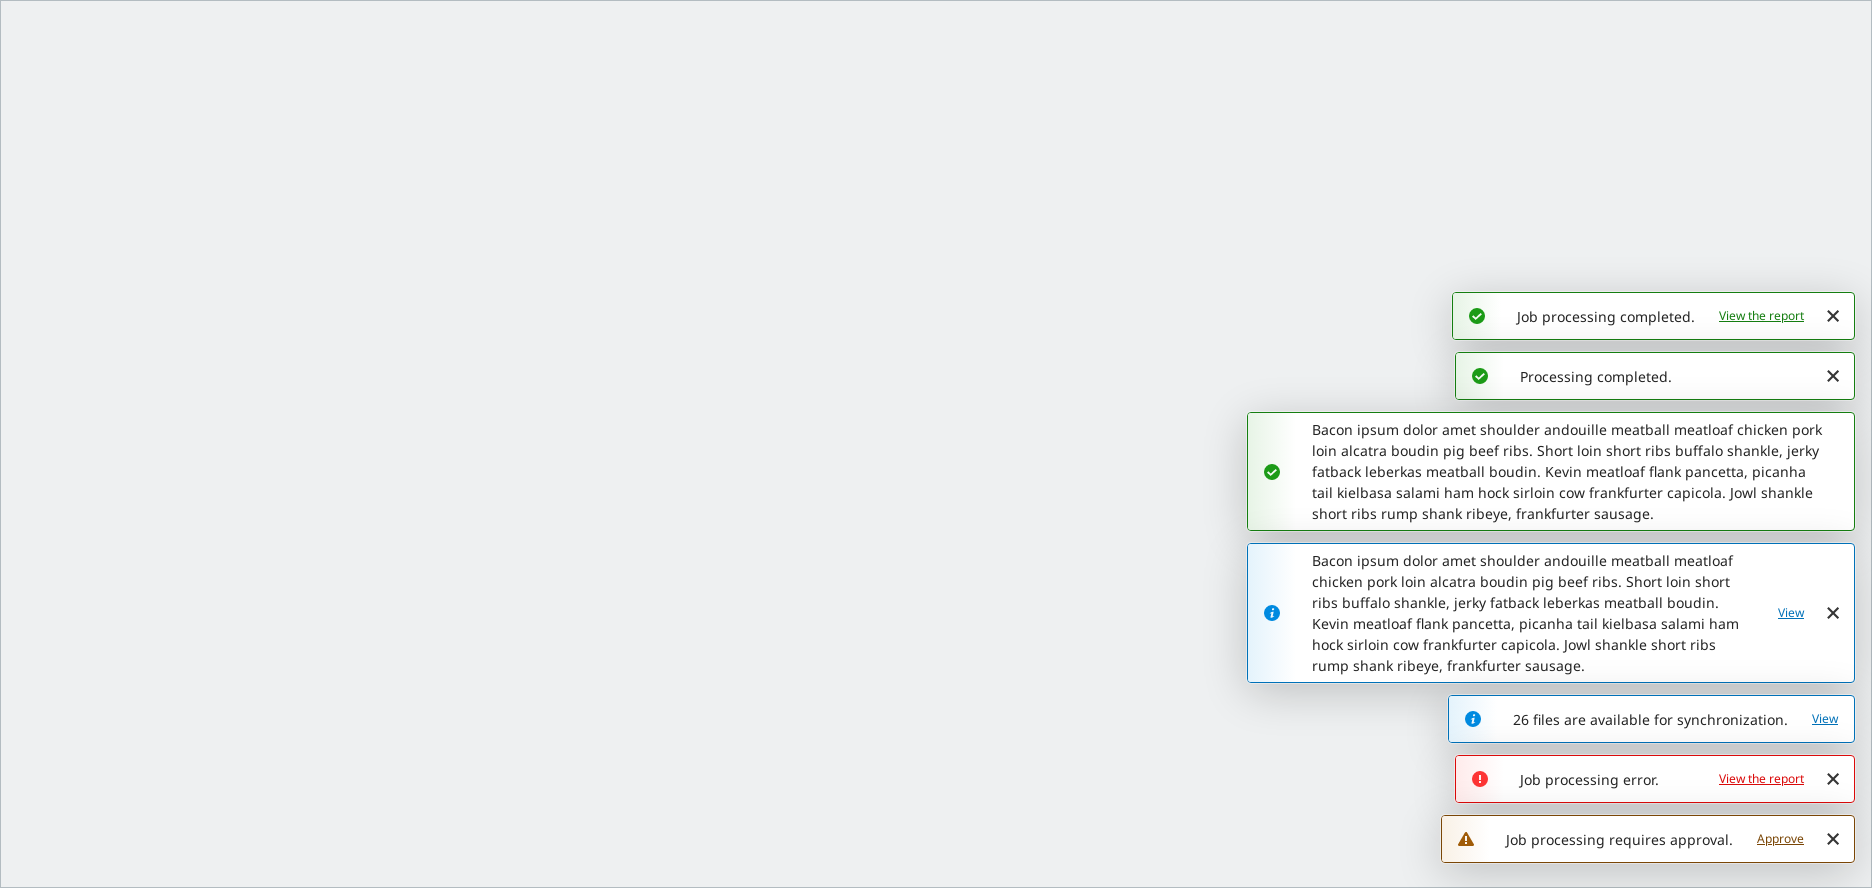 Job processing completed. View the report
Processing completed.
Bacon ipsum dolor amet shoulder andouille meatball meatloaf chicken pork
loin alcatra boudin pig beef ribs. Short loin short ribs buffalo shankle, jerky
fatback leberkas meatball boudin. Kevin meatloaf flank pancetta, picanha
tail kielbasa salami ham hock sirloin cow frankfurter capicola. Jowl shankle
short ribs rump shank ribeye, frankfurter sausage.
Bacon ipsum dolor amet shoulder andouille meatball meatloaf
chicken pork loin alcatra boudin pig beef ribs. Short loin short
ribs buffalo shankle, jerky fatback leberkas meatball boudin.
Kevin meatloaf flank pancetta, picanha tail kielbasa salami ham
hock sirloin cow frankfurter capicola. Jowl shankle short ribs
rump shank ribeye, frankfurter sausage.
View
26 files are available for synchronization. View
Job processing error. View the report
Job processing requires approval. Approve